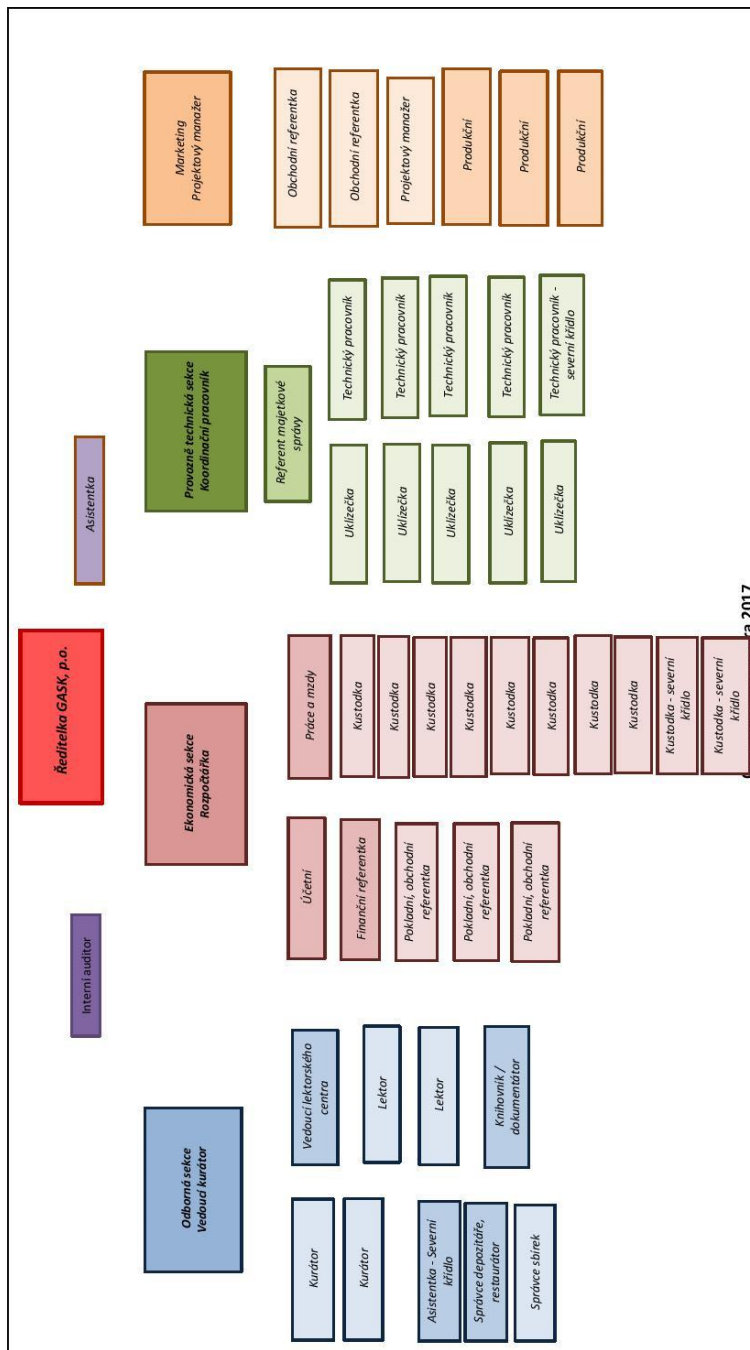 Ředitelka GASK, p.o.
Interní auditor
Asistentka
Odborná sekce
Vedoucí kurátor
Kurátor
Kurátor
Asistentka - Severní
křídlo
Správce depozitáře,
restaurátor
Správce sbírek
Vedoucí lektorského
centra
Lektor
Lektor
Knihovník /
dokumentátor
Ekonomická sekce
Rozpočtářka
Účetní
Finanční referentka
Pokladní, obchodní
referentka
Pokladní, obchodní
referentka
Pokladní, obchodní
referentka
Práce a mzdy
Kustodka
Kustodka
Kustodka
Kustodka
Kustodka
Kustodka
Kustodka
Kustodka
Kustodka - severní
křídlo
Kustodka - severní
křídlo
Provozně technická sekce
Koordinační pracovník
Referent majetkové
správy
Uklízečka
Uklízečka
Uklízečka
Uklízečka
Uklízečka
Technický pracovník
Technický pracovník
Technický pracovník
Technický pracovník
Technický pracovník -
severní křídlo
Marketing
Projektový manažer
Obchodní referentka
Obchodní referentka
Projektový manažer
Produkční
Produkční
Produkční
2017